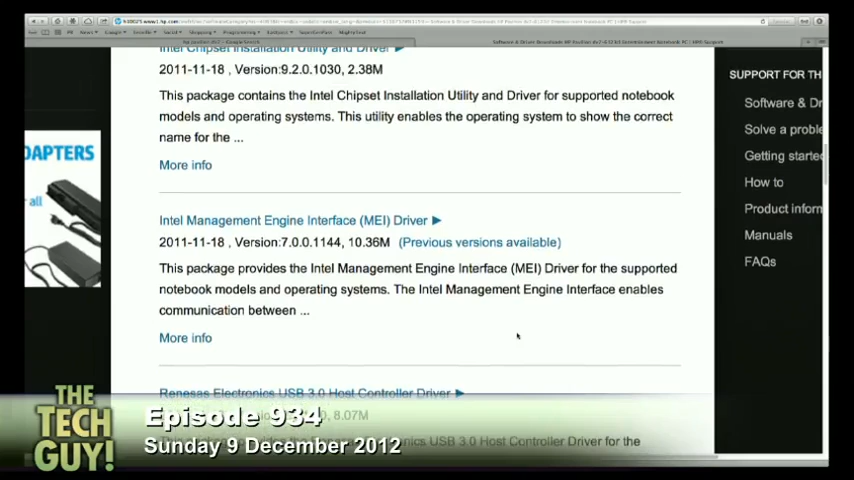 Intel Chipset Installation Utility and Driver
2011-11-18 , Version:9.2.0.1030, 2.38M
This package contains the Intel Chipset Installation Utility and Driver for supported notebook
models and operating systems. This utility enables the operating system to show the correct
name for the ...
More info
Intel Management Engine Interface (MEI) Driver
2011-11-18 , Version:7.0.0.1144, 10.36M (Previous versions available)
This package provides the Intel Management Engine Interface (MEI) Driver for the supported
notebook models and operating systems. The Intel Management Engine Interface enables
communication between ...
More info
Renesas Electronics USB 3.0 Host Controller Driver
8.07M
USB 3.0 Host Controller Driver for the
DAPTERS
all
SUPPORT FOR TH
Software & Dr
Solve a proble
Getting starte
How to
Product inform
Manuals
FAQs
THE
TECH
GUY!
Episode 934
Sunday 9 December 2012